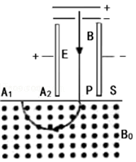 +
−
B
+ E −
A₁ A₂ P S
B₀